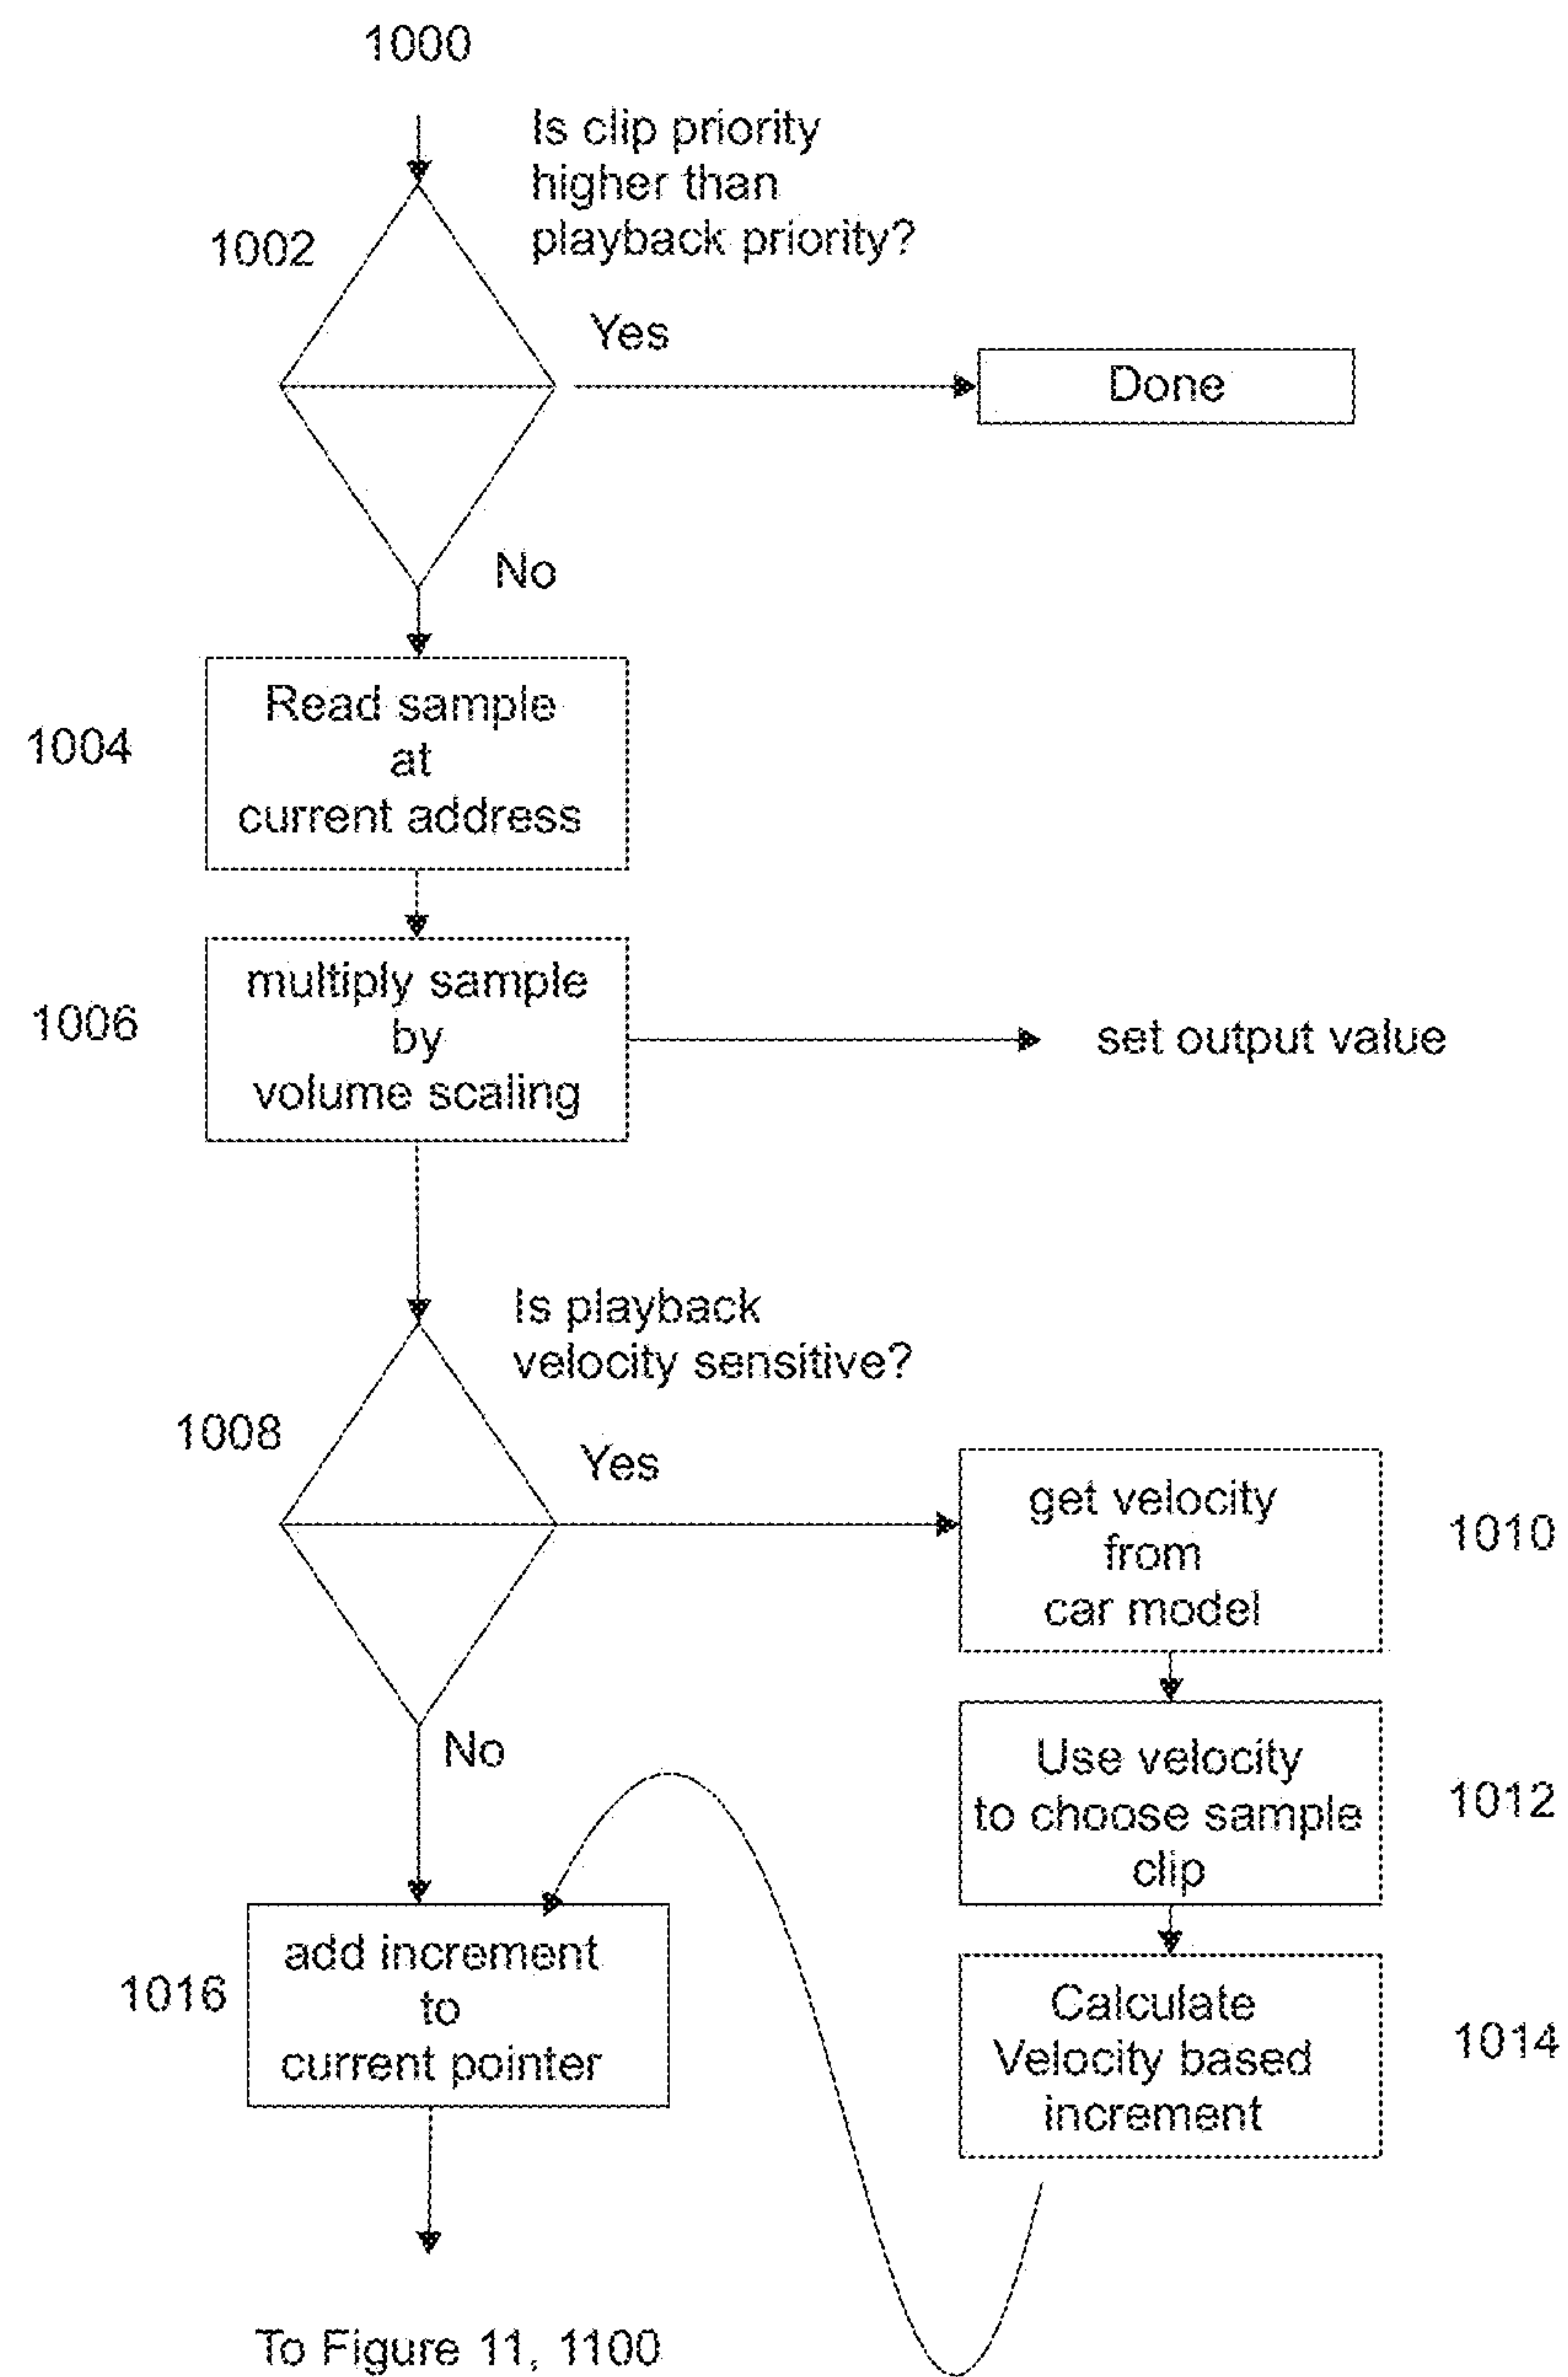 1000
Is clip priority
higher than
playback priority?
1002
Yes
Done
No
1004
Read sample
at
current address
1006
multiply sample
by
volume scaling
set output value
Is playback
velocity sensitive?
1008
Yes
get velocity
from
car model
1010
No
Use velocity
to choose sample
clip
1012
add increment
to
current pointer
1016
Calculate
Velocity based
increment
1014
To Figure 11, 1100